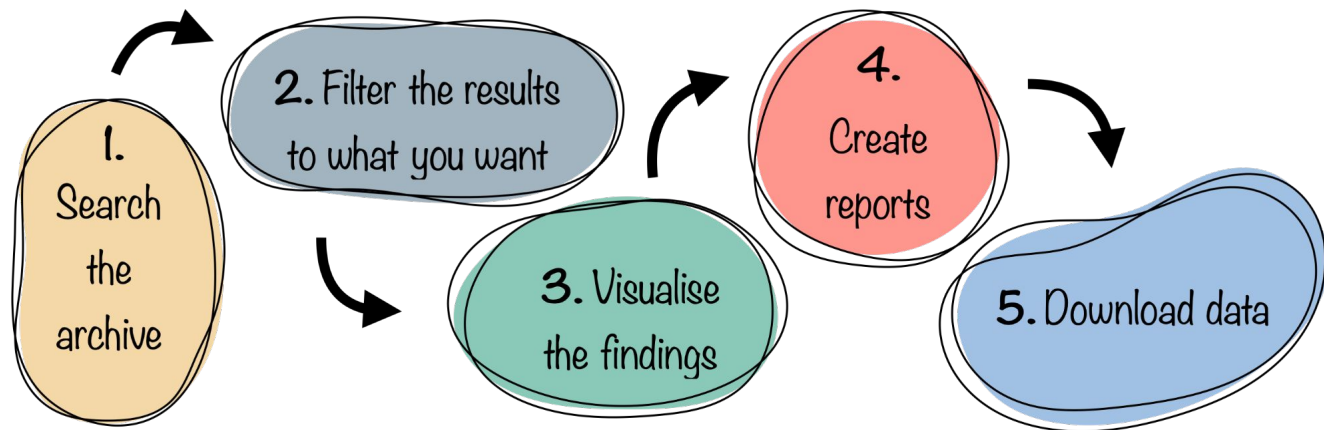 1.
Search
the
archive
2. Filter the results
to what you want
3. Visualise
the findings
4.
Create
reports
5. Download data